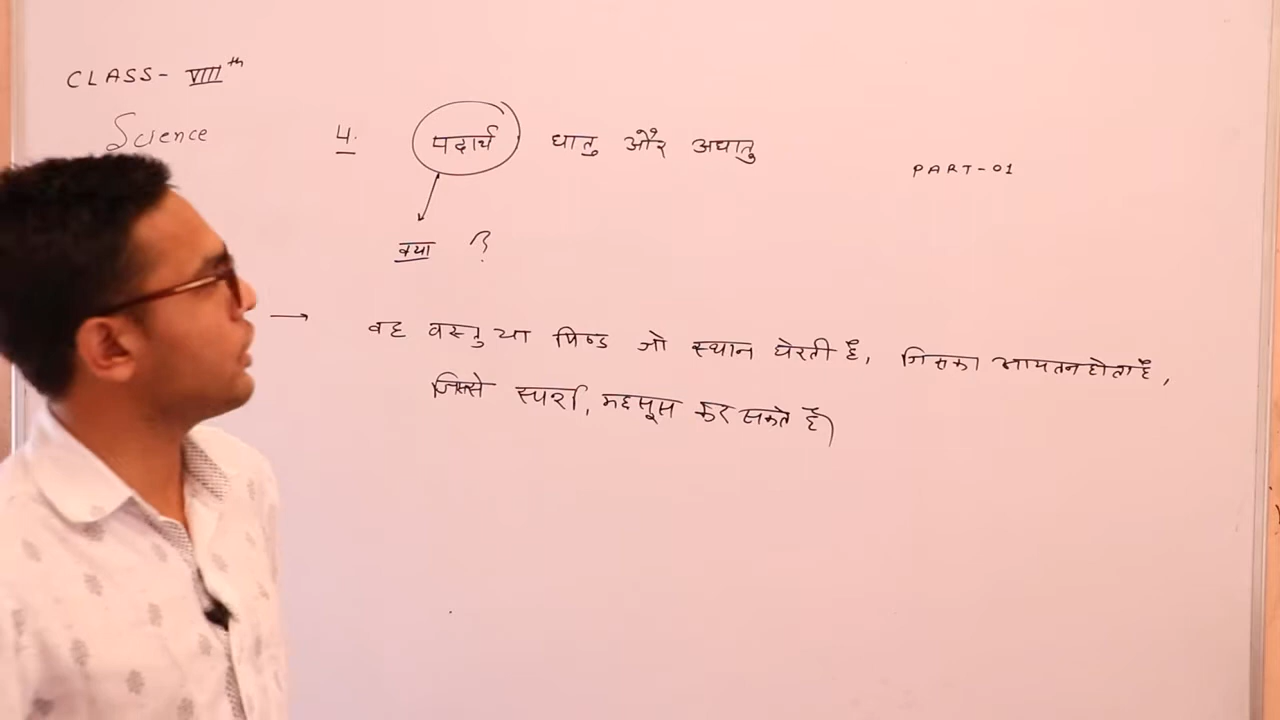 CLASS- VIII th
Science
4. पदार्थ धातु और अधातु
PART-01
क्या ?
→ वह वस्तु या पिण्ड जो स्थान घेरती है, जिसका आयतन होता है,
जिससे स्पर्श, महसूस कर सकते है।